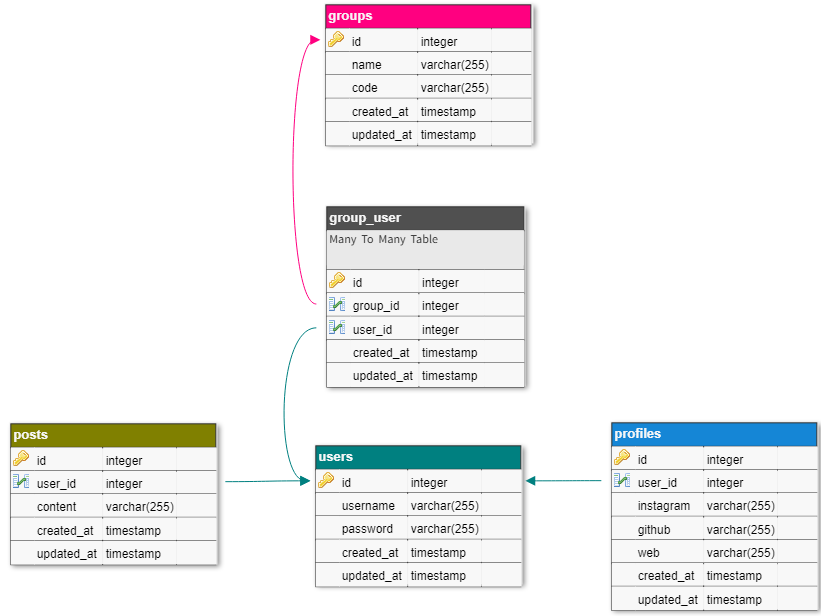 groups
id integer
name varchar(255)
code varchar(255)
created_at timestamp
updated_at timestamp
group_user
Many To Many Table
id integer
group_id integer
user_id integer
created_at timestamp
updated_at timestamp
posts
id integer
user_id integer
content varchar(255)
created_at timestamp
updated_at timestamp
users
id integer
username varchar(255)
password varchar(255)
created_at timestamp
updated_at timestamp
profiles
id integer
user_id integer
instagram varchar(255)
github varchar(255)
web varchar(255)
created_at timestamp
updated_at timestamp